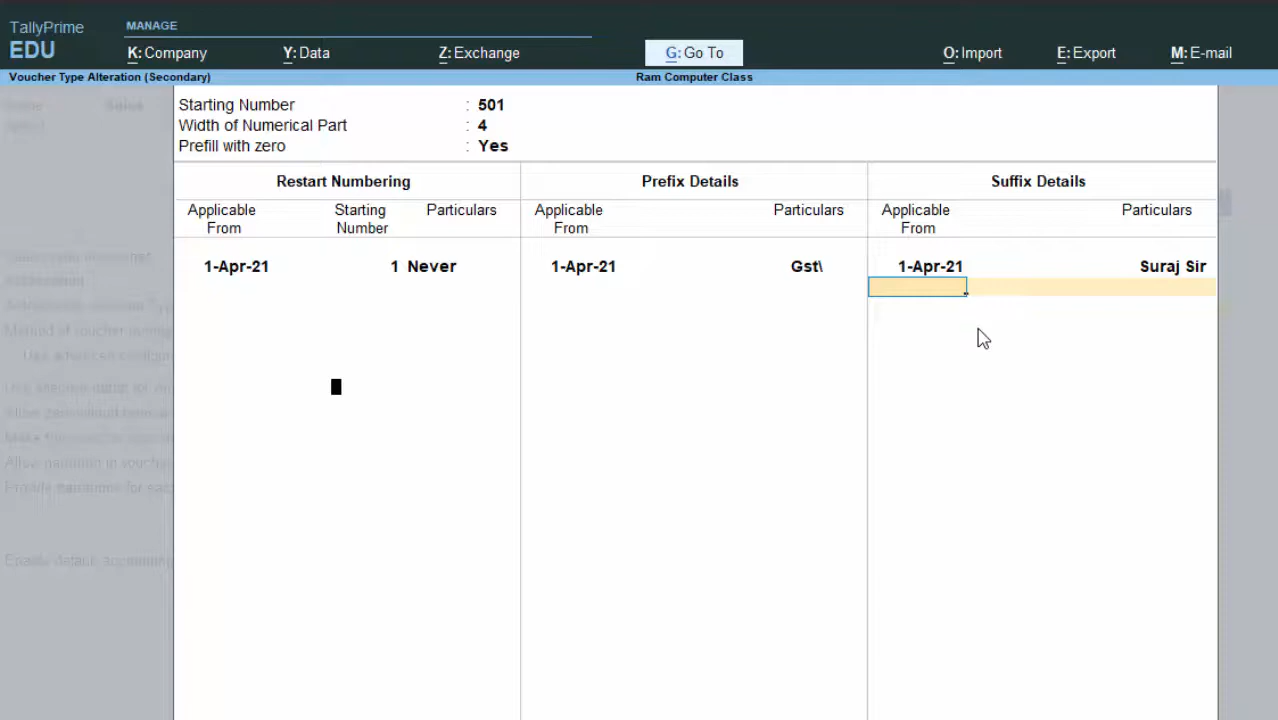 TallyPrime
EDU
MANAGE
K: Company Y: Data Z: Exchange G: Go To O: Import E: Export M: E-mail
Voucher Type Alteration (Secondary) Ram Computer Class
Starting Number : 501
Width of Numerical Part : 4
Prefill with zero : Yes
Restart Numbering Prefix Details Suffix Details
Applicable Starting Particulars Applicable Particulars Applicable Particulars
From Number From From
1-Apr-21 1 Never 1-Apr-21 Gst\ 1-Apr-21 Suraj Sir